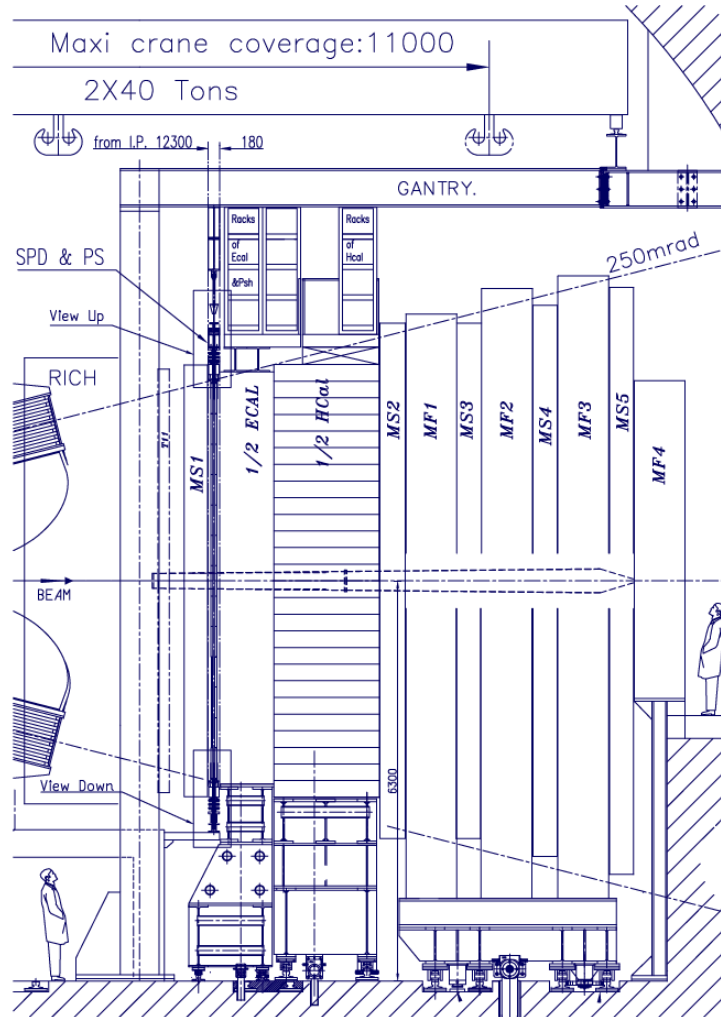 Maxi crane coverage:11000
2X40 Tons
from I.P. 12300
180
GANTRY.
Racks
of
Ecal
&Psh
Racks
of
Hcal
250mrad
SPD & PS
View Up
RICH
T11
MS1
1/2 ECAL
1/2 HCal
MS2
MF1
MS3
MF2
MS4
MF3
MS5
MF4
BEAM
6300
View Down